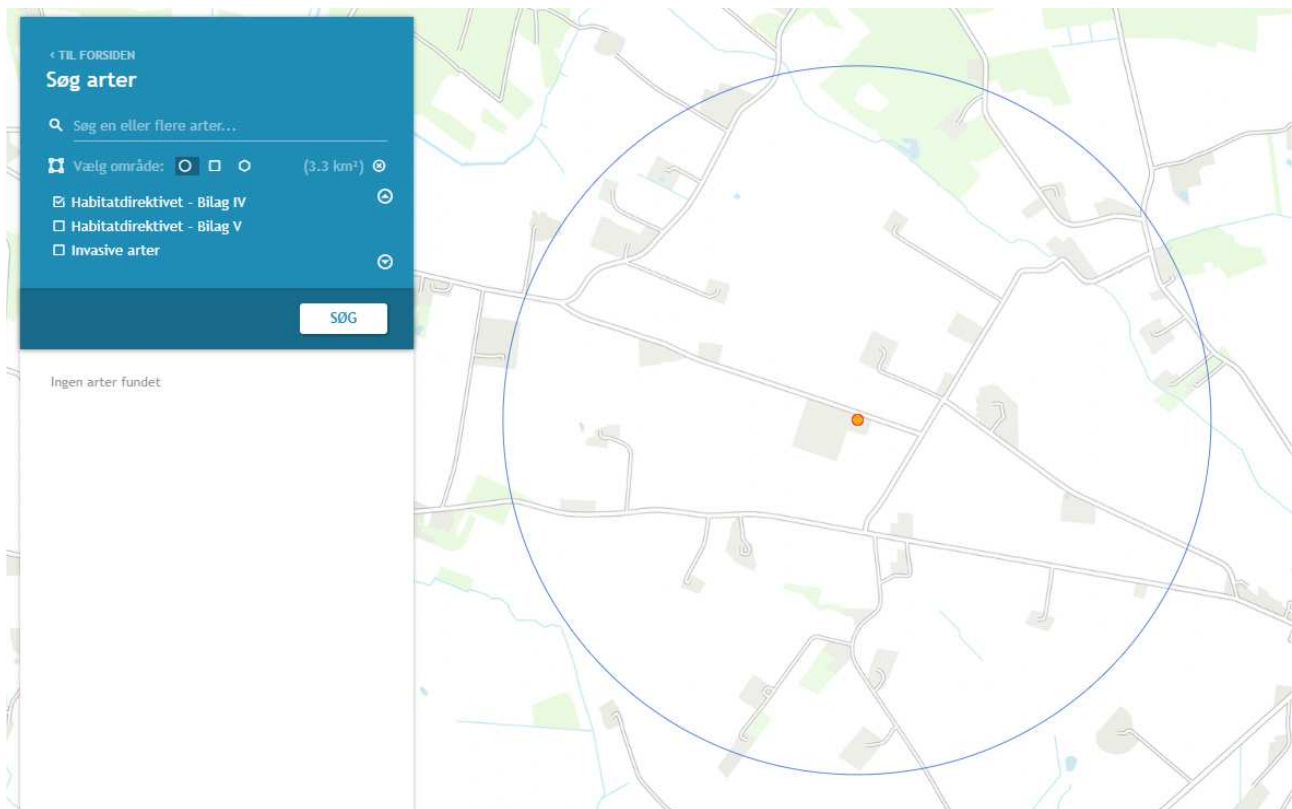 ‹ TIL FORSIDEN
Søg arter
Søg en eller flere arter...
Vælg område: (3.3 km²)
Habitatdirektivet - Bilag IV
Habitatdirektivet - Bilag V
Invasive arter
SØG
Ingen arter fundet